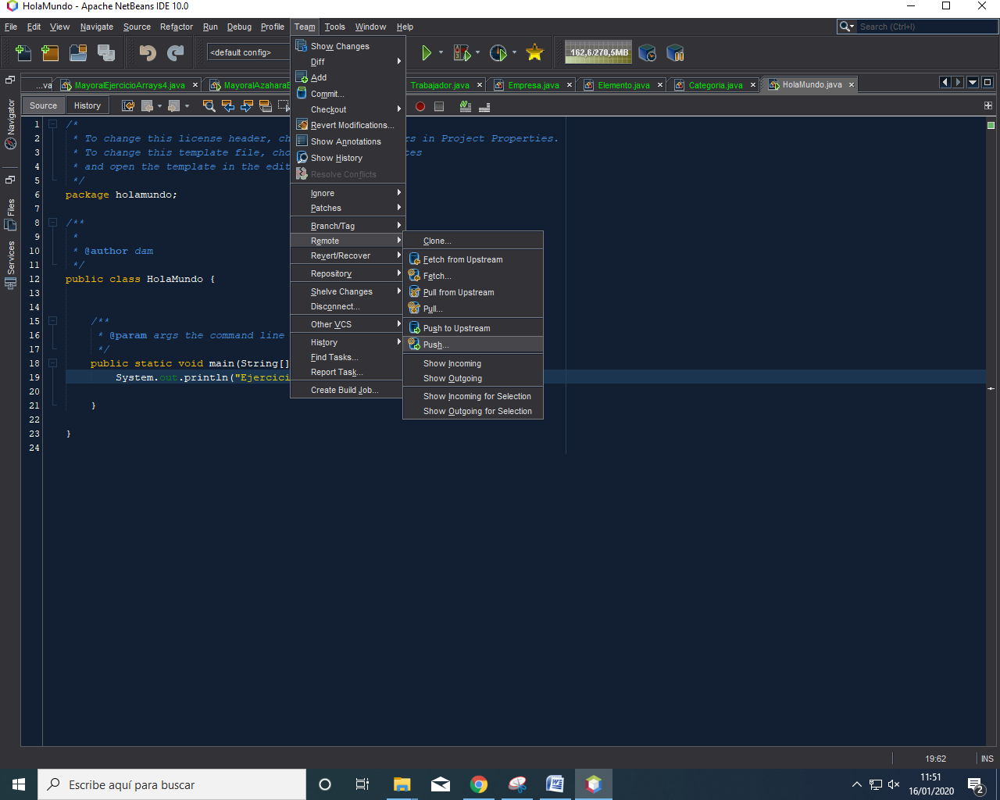 HolaMundo - Apache NetBeans IDE 10.0
File Edit View Navigate Source Refactor Run Debug Profile Team Tools Window Help
Search (Ctrl+I)
<default config>
162,6/270,5MB
...va MayoralEjercicioArrays4.java MayoralAzaharaE Trabajador.java Empresa.java Elemento.java Categoria.java HolaMundo.java
Source History
Navigator
Files
Services
1 /*
2 * To change this license header, ch rs in Project Properties.
3 * To change this template file, cho tes
4 * and open the template in the edit
5 */
6 package holamundo;
7
8 /**
9 *
10 * @author dam
11 */
12 public class HolaMundo {
13
14
15 /**
16 * @param args the command line
17 */
18 public static void main(String[]
19 System.out.println("Ejercici
20
21 }
22
23 }
24
Show Changes
Diff
Add
Commit...
Checkout
Revert Modifications...
Show Annotations
Show History
Resolve Conflicts
Ignore
Patches
Branch/Tag
Remote
Revert/Recover
Repository
Shelve Changes
Disconnect...
Other VCS
History
Find Tasks...
Report Task...
Create Build Job...
Clone...
Fetch from Upstream
Fetch...
Pull from Upstream
Pull...
Push to Upstream
Push...
Show Incoming
Show Outgoing
Show Incoming for Selection
Show Outgoing for Selection
19:62 INS
Escribe aquí para buscar
11:51
16/01/2020
2